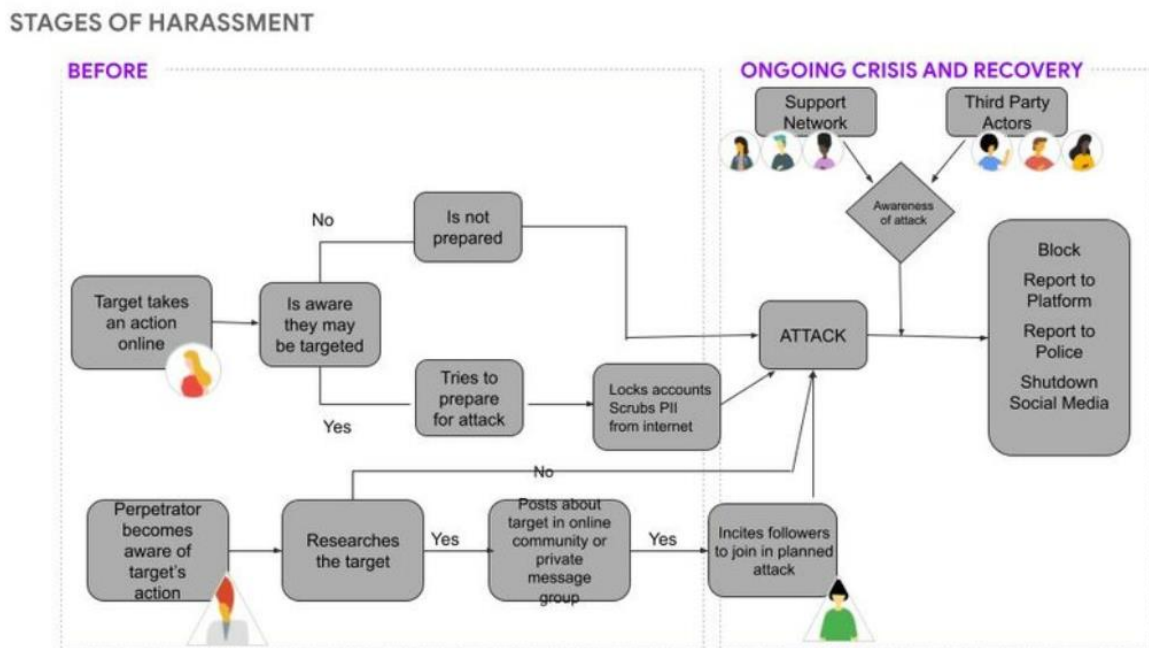 STAGES OF HARASSMENT
BEFORE
ONGOING CRISIS AND RECOVERY
Support
Network
Third Party
Actors
Awareness
of attack
No
Is not
prepared
Target takes
an action
online
Is aware
they may
be targeted
Yes
Tries to
prepare
for attack
Locks accounts
Scrubs PII
from internet
ATTACK
Block
Report to
Platform
Report to
Police
Shutdown
Social Media
No
Perpetrator
becomes
aware of
target's
action
Researches
the target
Yes
Posts about
target in online
community or
private
message
group
Yes
Incites followers
to join in planned
attack